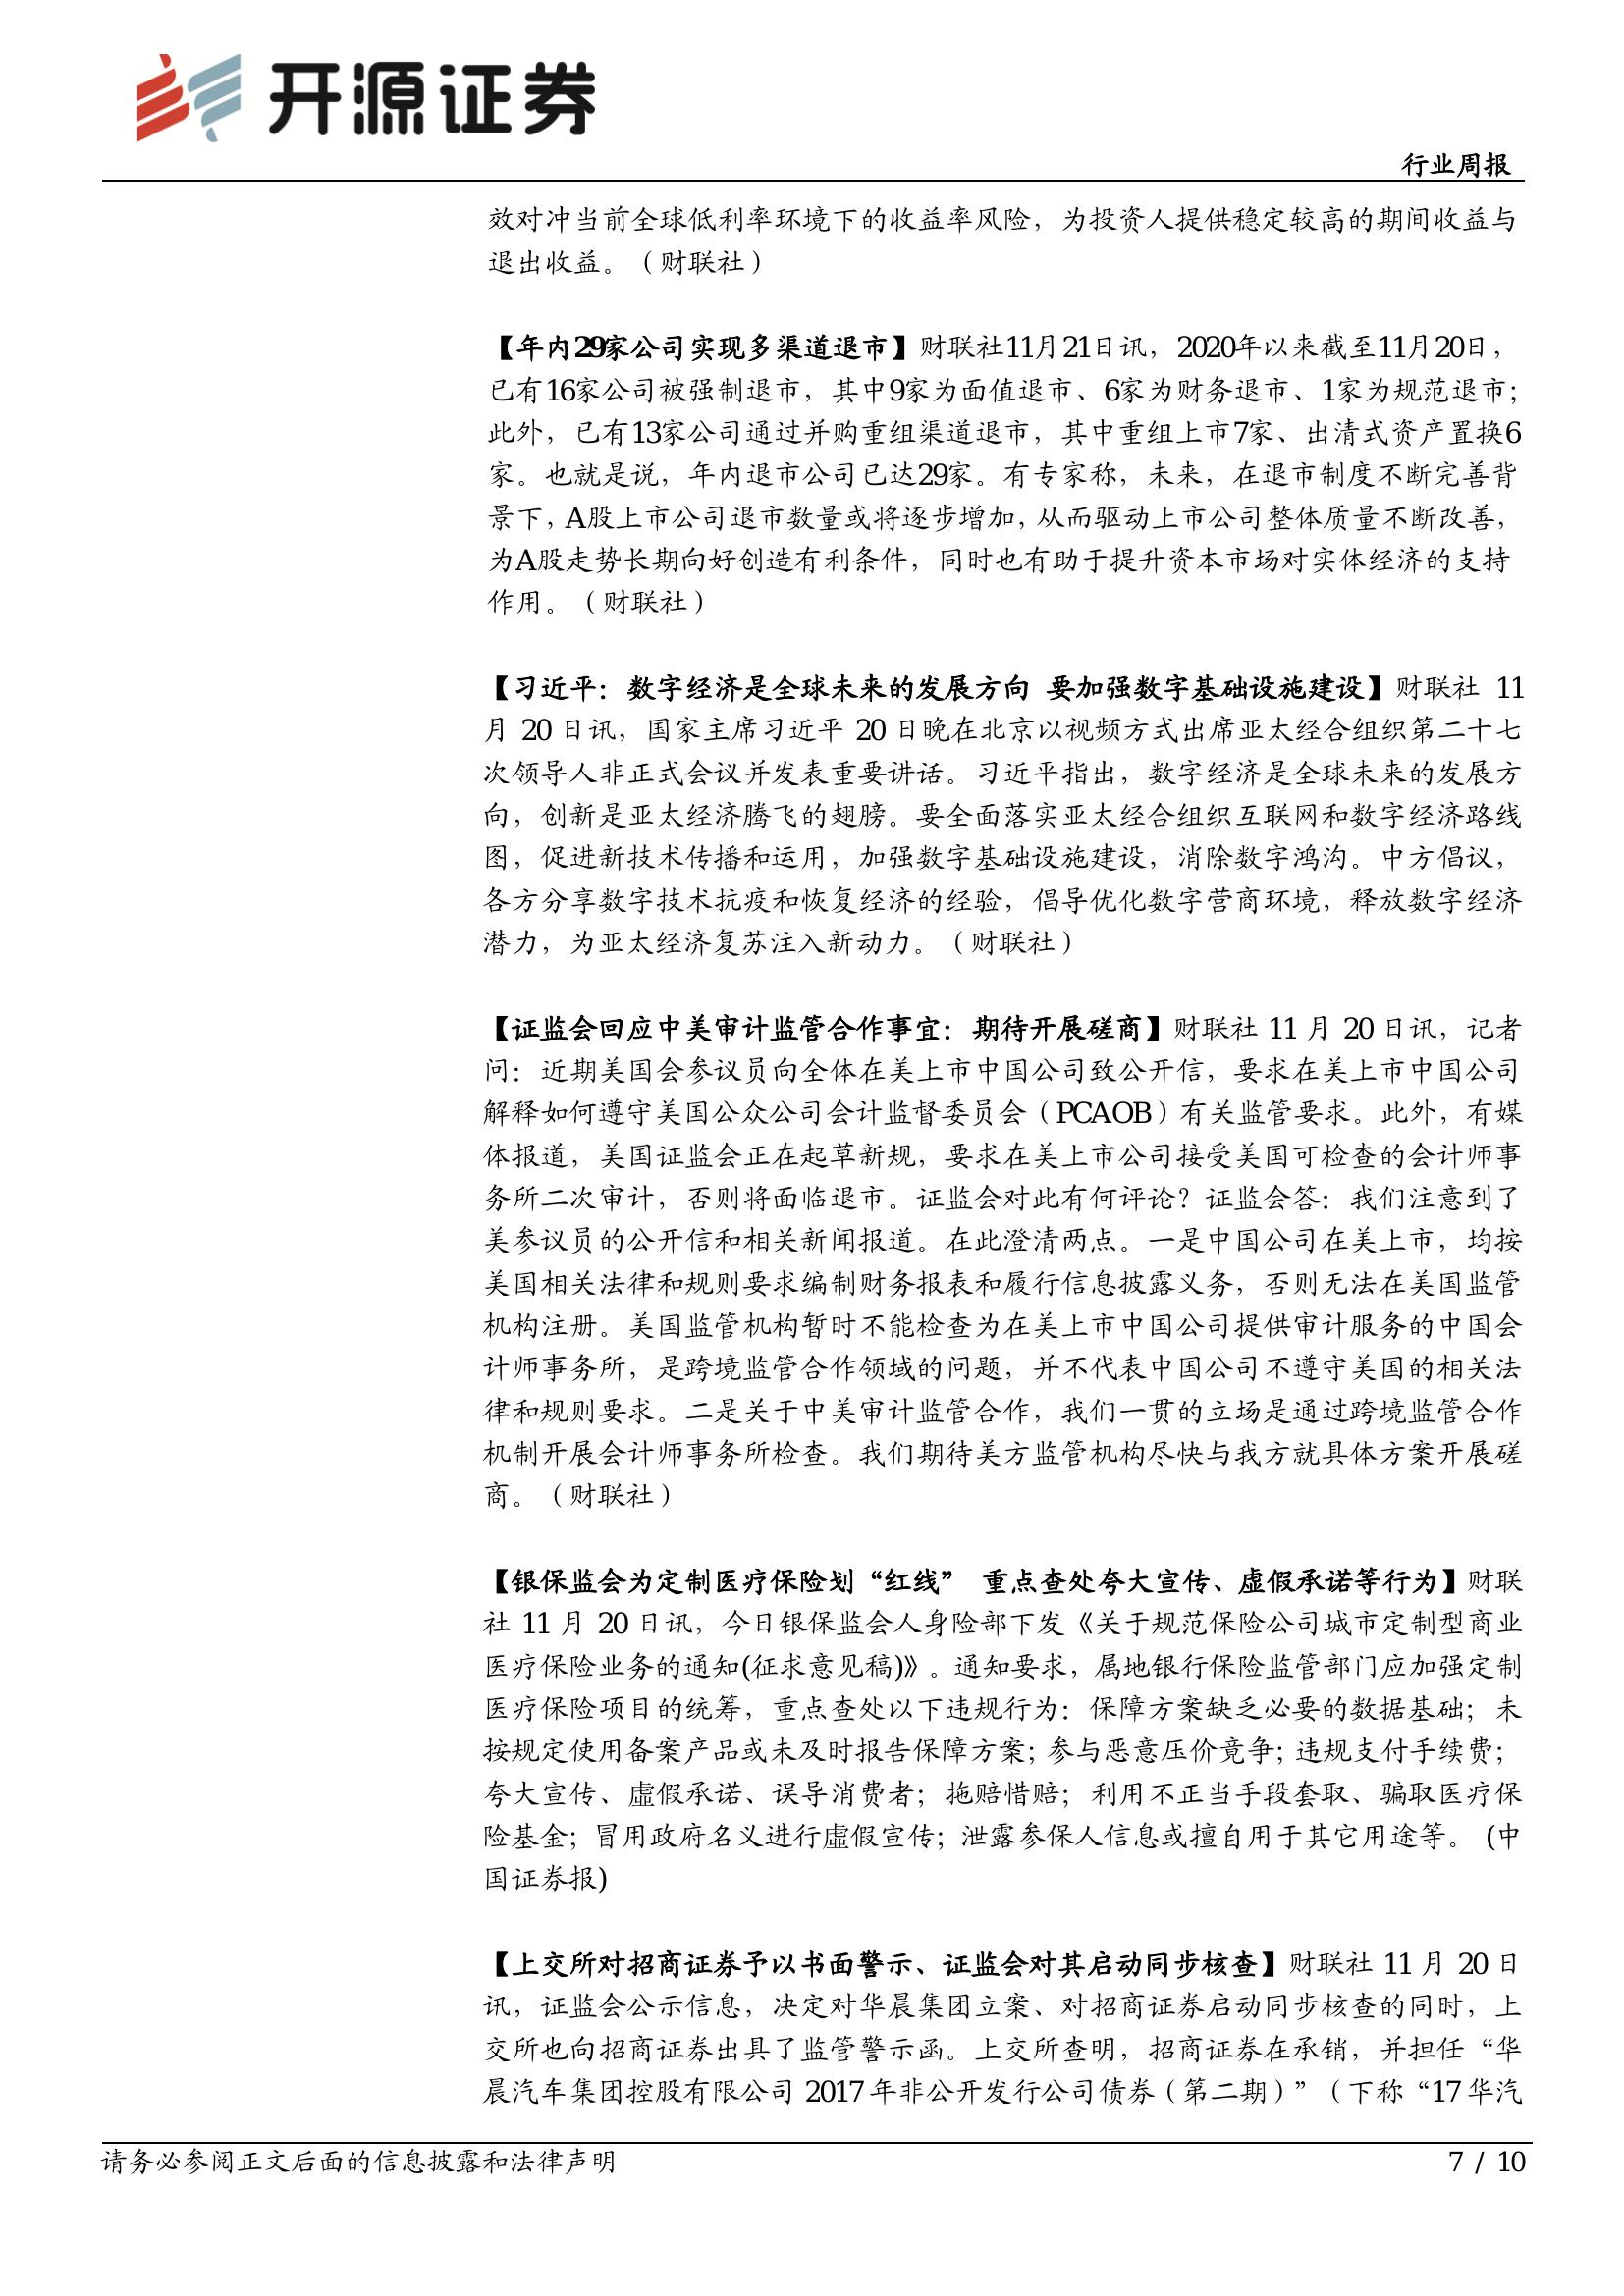 开源证券
行业周报
效对冲当前全球低利率环境下的收益率风险，为投资人提供稳定较高的期间收益与
退出收益。（财联社）
【年内29家公司实现多渠道退市】财联社11月21日讯，2020年以来截至11月20日，
已有16家公司被强制退市，其中9家为面值退市、6家为财务退市、1家为规范退市；
此外，已有13家公司通过并购重组渠道退市，其中重组上市7家、出清式资产置换6
家。也就是说，年内退市公司已达29家。有专家称，未来，在退市制度不断完善背
景下，A股上市公司退市数量或将逐步增加，从而驱动上市公司整体质量不断改善，
为A股走势长期向好创造有利条件，同时也有助于提升资本市场对实体经济的支持
作用。（财联社）
【习近平：数字经济是全球未来的发展方向 要加强数字基础设施建设】财联社 11
月 20 日讯，国家主席习近平 20 日晚在北京以视频方式出席亚太经合组织第二十七
次领导人非正式会议并发表重要讲话。习近平指出，数字经济是全球未来的发展方
向，创新是亚太经济腾飞的翅膀。要全面落实亚太经合组织互联网和数字经济路线
图，促进新技术传播和运用，加强数字基础设施建设，消除数字鸿沟。中方倡议，
各方分享数字技术抗疫和恢复经济的经验，倡导优化数字营商环境，释放数字经济
潜力，为亚太经济复苏注入新动力。（财联社）
【证监会回应中美审计监管合作事宜：期待开展磋商】财联社 11 月 20 日讯，记者
问：近期美国会参议员向全体在美上市中国公司致公开信，要求在美上市中国公司
解释如何遵守美国公众公司会计监督委员会（PCAOB）有关监管要求。此外，有媒
体报道，美国证监会正在起草新规，要求在美上市公司接受美国可检查的会计师事
务所二次审计，否则将面临退市。证监会对此有何评论？证监会答：我们注意到了
美参议员的公开信和相关新闻报道。在此澄清两点。一是中国公司在美上市，均按
美国相关法律和规则要求编制财务报表和履行信息披露义务，否则无法在美国监管
机构注册。美国监管机构暂时不能检查为在美上市中国公司提供审计服务的中国会
计师事务所，是跨境监管合作领域的问题，并不代表中国公司不遵守美国的相关法
律和规则要求。二是关于中美审计监管合作，我们一贯的立场是通过跨境监管合作
机制开展会计师事务所检查。我们期待美方监管机构尽快与我方就具体方案开展磋
商。（财联社）
【银保监会为定制医疗保险划“红线” 重点查处夸大宣传、虚假承诺等行为】财联
社 11 月 20 日讯，今日银保监会人身险部下发《关于规范保险公司城市定制型商业
医疗保险业务的通知(征求意见稿)》。通知要求，属地银行保险监管部门应加强定制
医疗保险项目的统筹，重点查处以下违规行为：保障方案缺乏必要的数据基础；未
按规定使用备案产品或未及时报告保障方案；参与恶意压价竞争；违规支付手续费；
夸大宣传、虚假承诺、误导消费者；拖赔惜赔；利用不正当手段套取、骗取医疗保
险基金；冒用政府名义进行虚假宣传；泄露参保人信息或擅自用于其它用途等。 (中
国证券报)
【上交所对招商证券予以书面警示、证监会对其启动同步核查】财联社 11 月 20 日
讯，证监会公示信息，决定对华晨集团立案、对招商证券启动同步核查的同时，上
交所也向招商证券出具了监管警示函。上交所查明，招商证券在承销，并担任“华
晨汽车集团控股有限公司 2017 年非公开发行公司债券（第二期）”（下称“17 华汽
请务必参阅正文后面的信息披露和法律声明
7 / 10